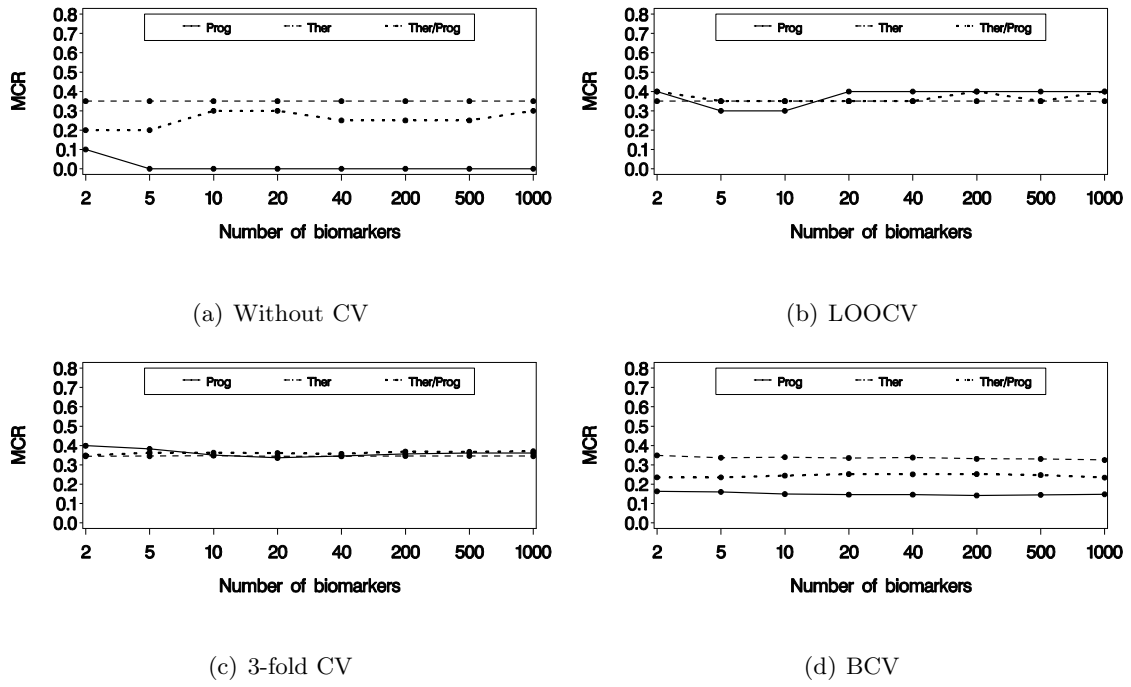 MCR
0.8
0.7
0.6
0.5
0.4
0.3
0.2
0.1
0.0
Prog Ther Ther/Prog
2 5 10 20 40 200 500 1000
Number of biomarkers
(a) Without CV
MCR
0.8
0.7
0.6
0.5
0.4
0.3
0.2
0.1
0.0
Prog Ther Ther/Prog
2 5 10 20 40 200 500 1000
Number of biomarkers
(b) LOOCV
MCR
0.8
0.7
0.6
0.5
0.4
0.3
0.2
0.1
0.0
Prog Ther Ther/Prog
2 5 10 20 40 200 500 1000
Number of biomarkers
(c) 3-fold CV
MCR
0.8
0.7
0.6
0.5
0.4
0.3
0.2
0.1
0.0
Prog Ther Ther/Prog
2 5 10 20 40 200 500 1000
Number of biomarkers
(d) BCV